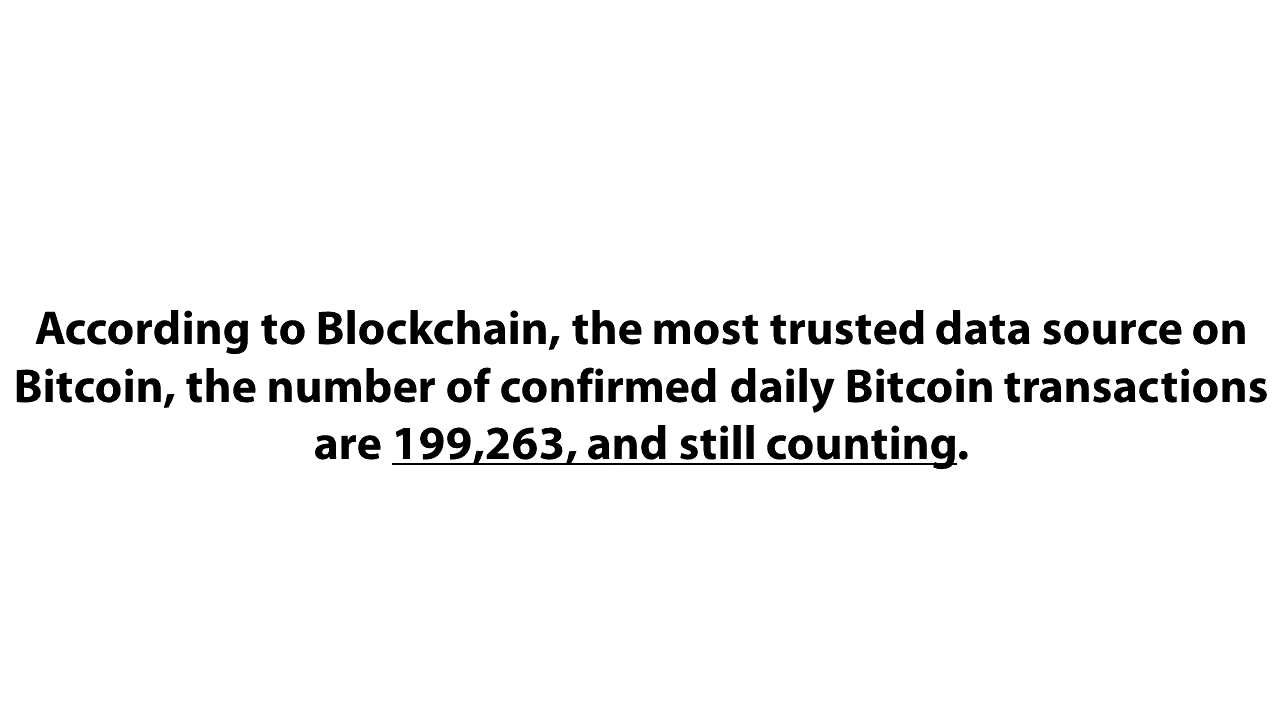 According to Blockchain, the most trusted data source on
Bitcoin, the number of confirmed daily Bitcoin transactions
are 199,263, and still counting.